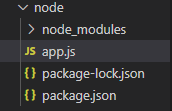 node
node_modules
JS app.js
{} package-lock.json
{} package.json